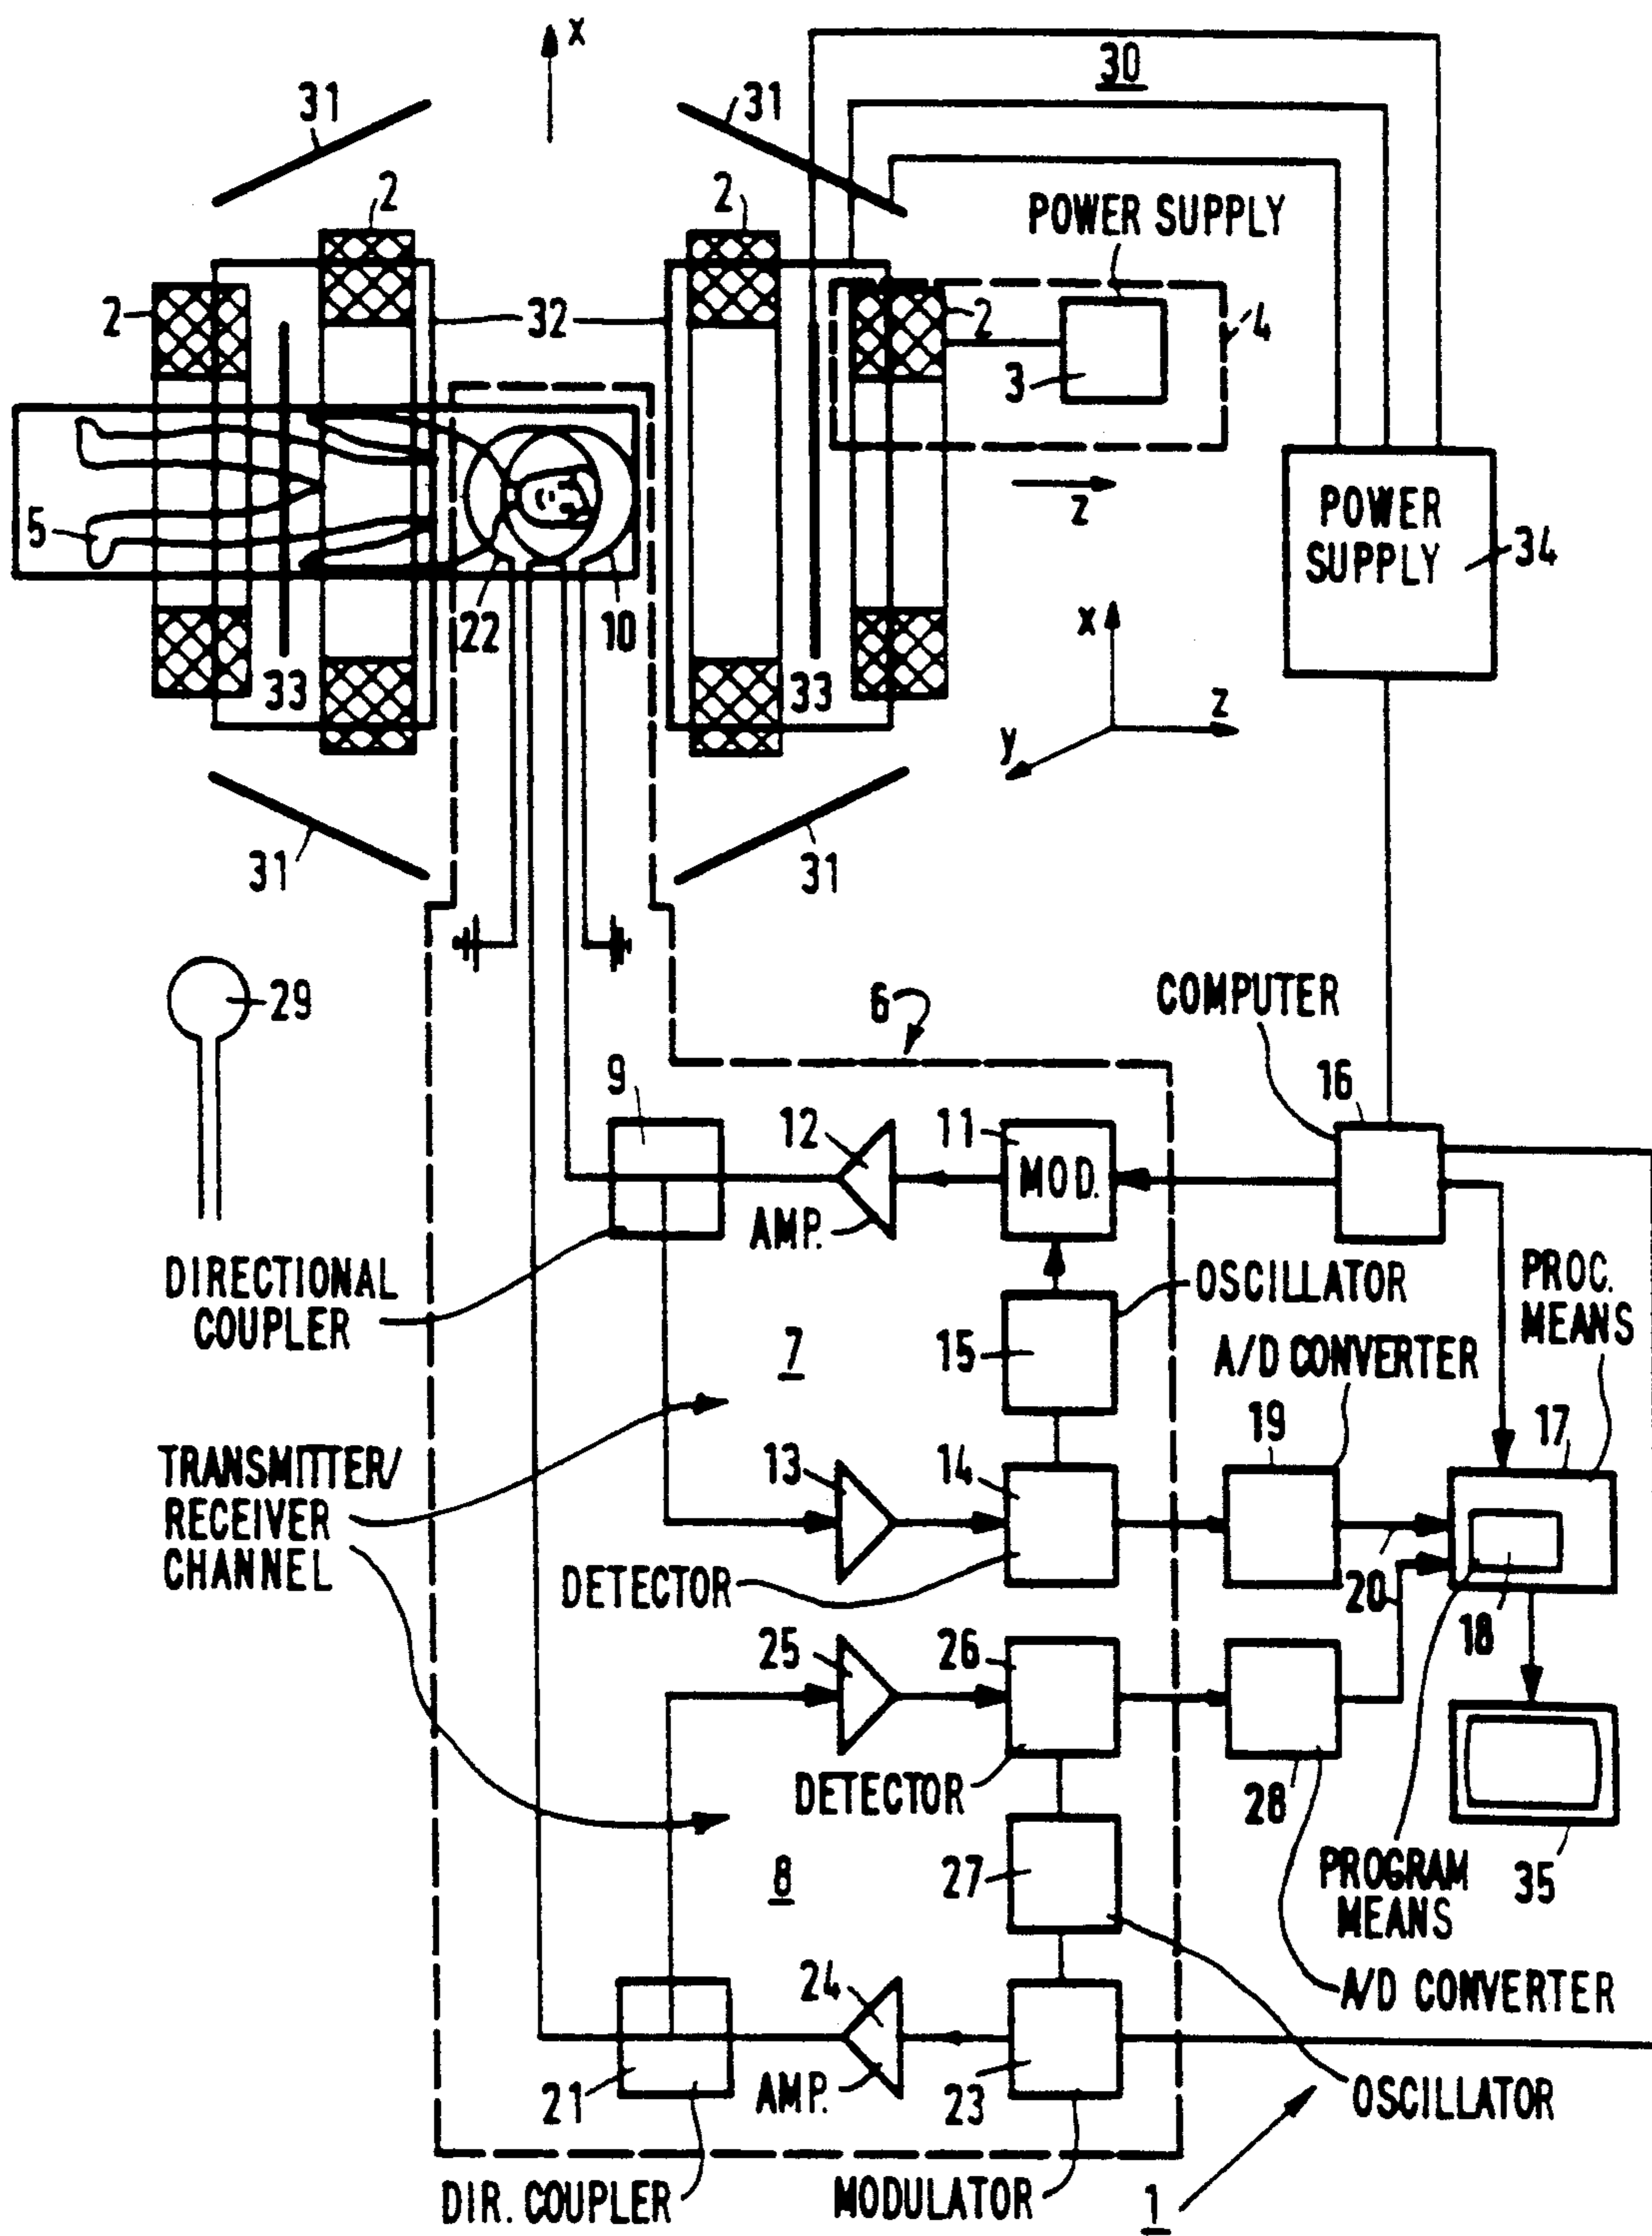 x
30
31
31
2
2
POWER SUPPLY
2
32
2
4
3
z
5
POWER
SUPPLY
34
22
10
x
33
33
z
y
31
31
29
6
COMPUTER
9
16
12
11
MOD.
AMP.
DIRECTIONAL
COUPLER
OSCILLATOR
PROC.
MEANS
7
15
A/D CONVERTER
TRANSMITTER/
RECEIVER
CHANNEL
13
14
19
17
DETECTOR
20
18
25
26
DETECTOR
28
8
27
PROGRAM
MEANS
35
24
A/D CONVERTER
21
AMP.
23
OSCILLATOR
DIR. COUPLER
MODULATOR
1